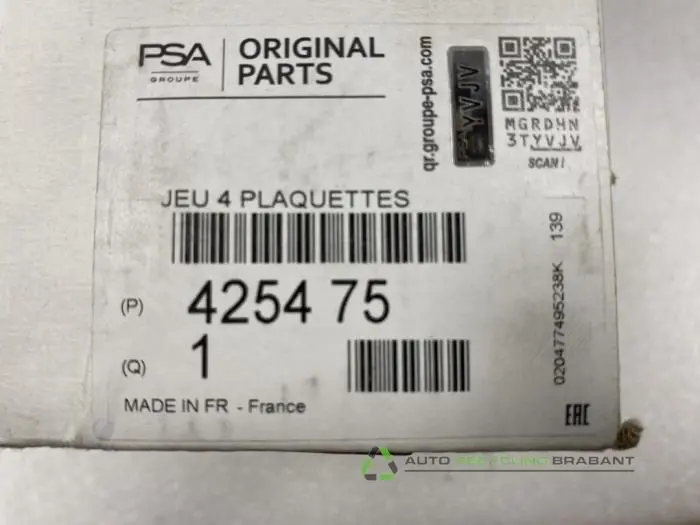 PSA
GROUPE
ORIGINAL
PARTS
qr.groupe-psa.com
YVJV
MGRDHN
3TYVJV
SCAN!
JEU 4 PLAQUETTES
(P) 4254 75
(Q) 1
MADE IN FR - France
020477495238K 139
EAC
AUTO RECYCLING BRABANT